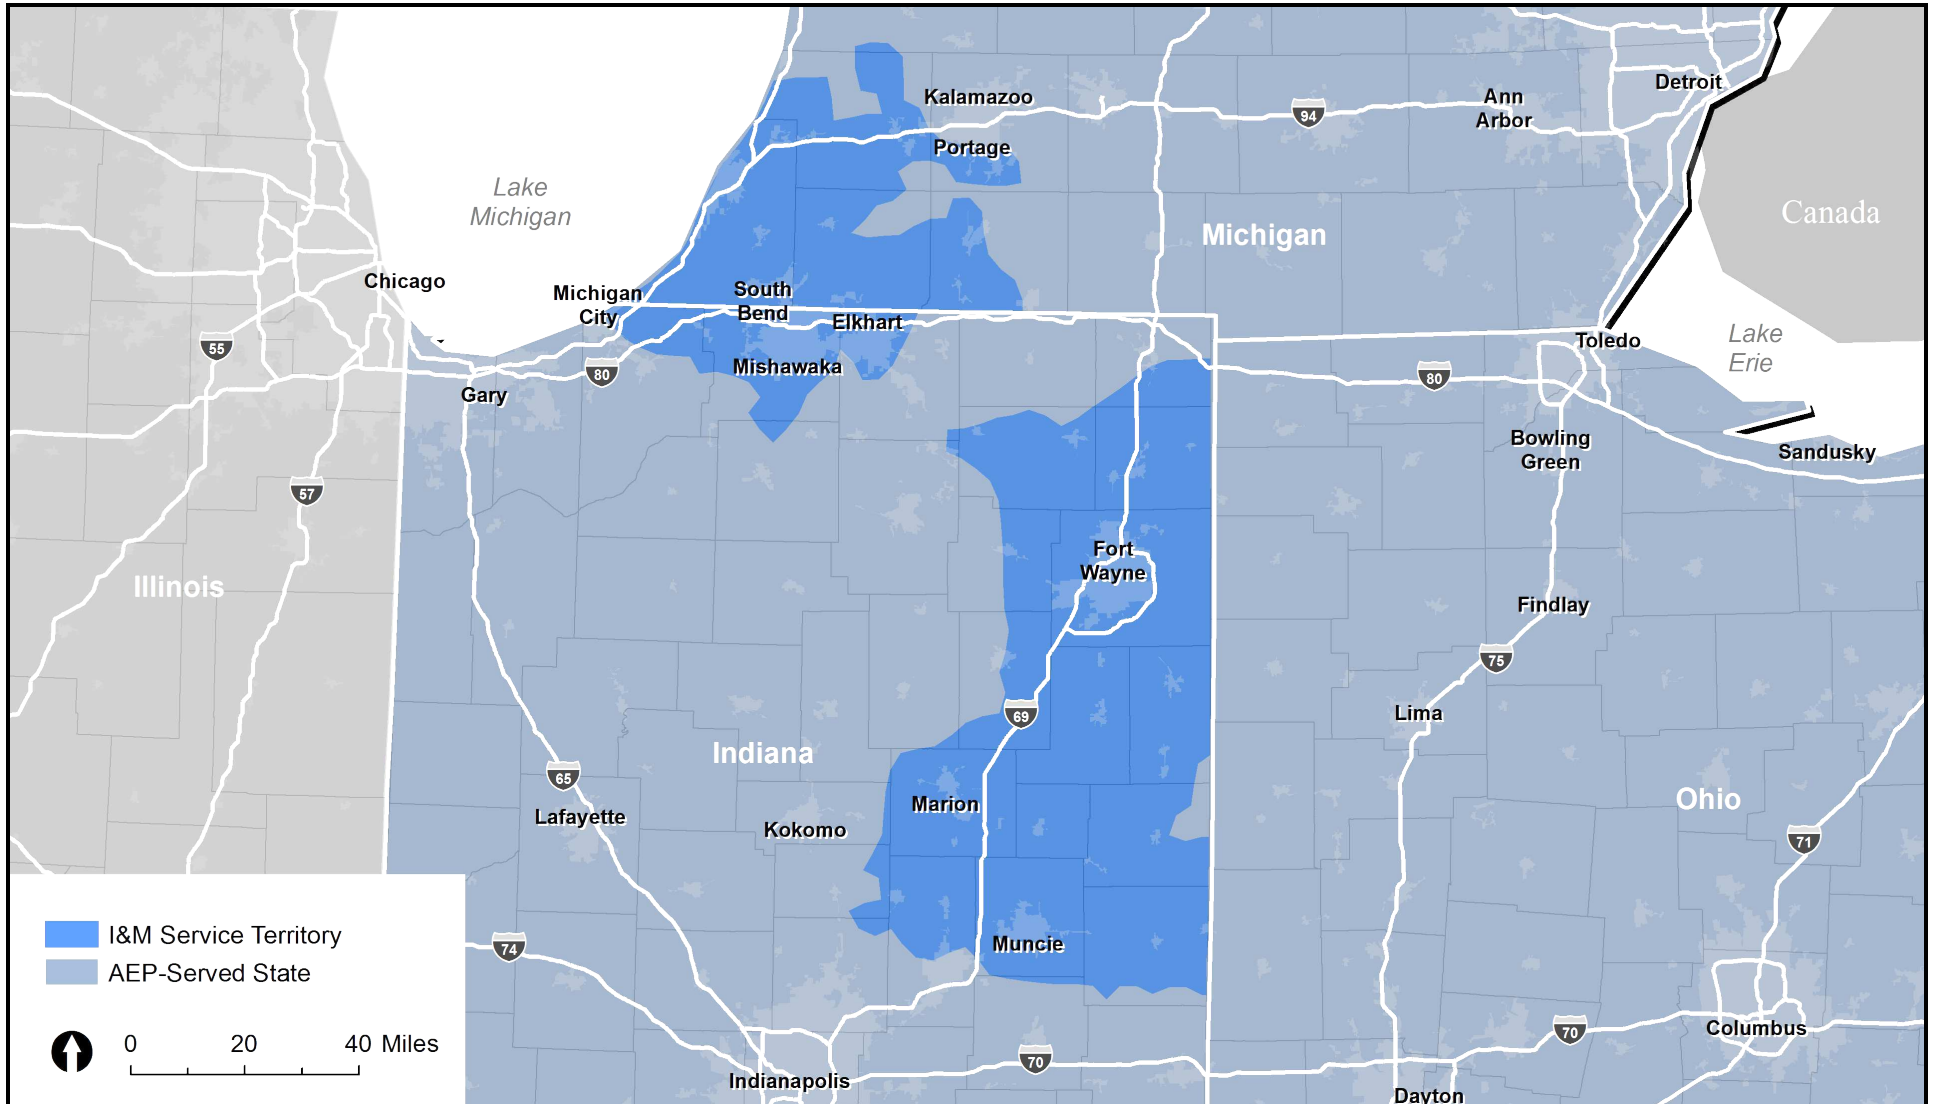 Kalamazoo
Portage
94
Ann
Arbor
Detroit
Lake
Michigan
Michigan
Canada
Chicago
Michigan
City
South
Bend
Elkhart
Mishawaka
55
80
Gary
80
Toledo
Lake
Erie
Bowling
Green
Sandusky
57
Illinois
Fort
Wayne
Findlay
75
69
Lima
Indiana
65
Lafayette
Kokomo
Marion
Ohio
71
74
Muncie
70
70
Columbus
Indianapolis
Dayton
I&M Service Territory
AEP-Served State
0 20 40 Miles